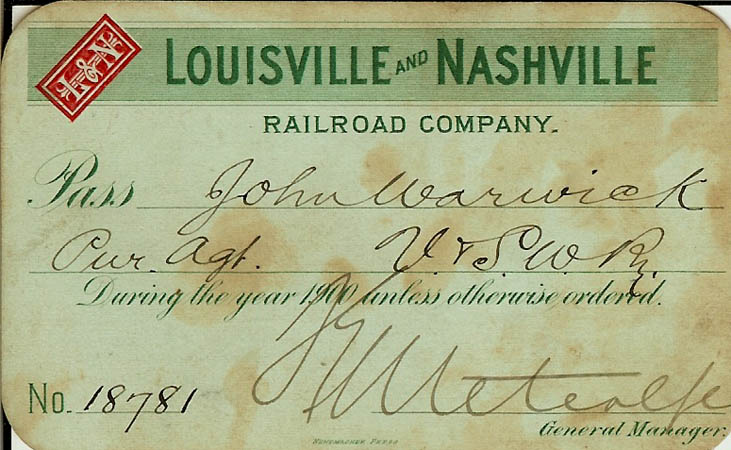 L&N
LOUISVILLE AND NASHVILLE
RAILROAD COMPANY.
Pass John Warwick
Pur. Agt. V. & S. W. Ry.
During the year 1900 unless otherwise ordered.
No. 18781
Metcalfe
General Manager.